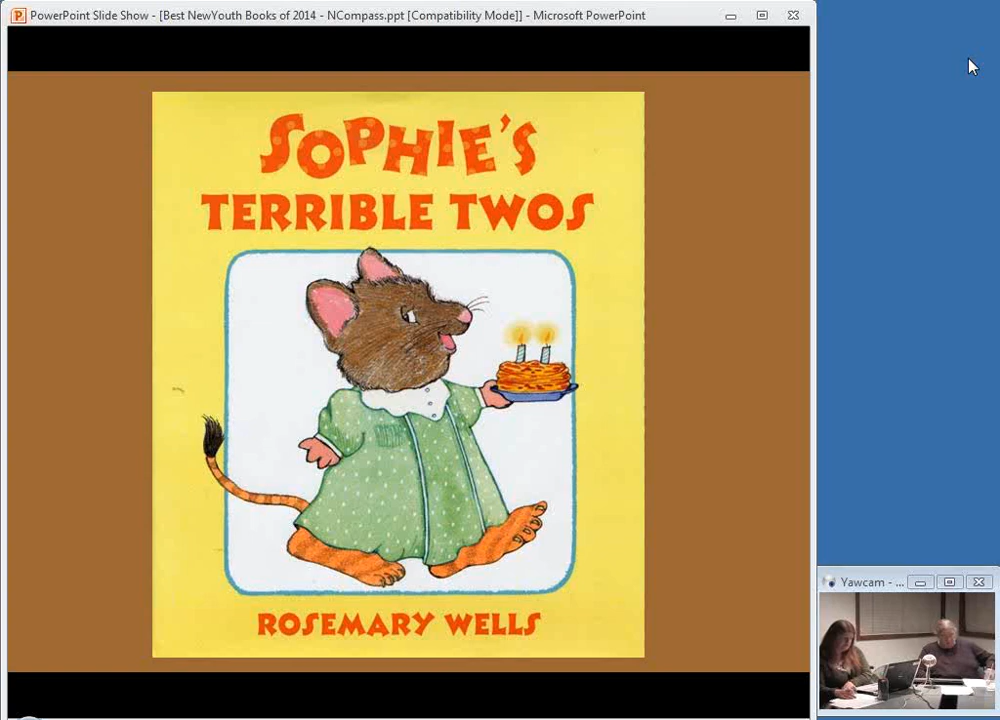 PowerPoint Slide Show - [Best NewYouth Books of 2014 - NCompass.ppt [Compatibility Mode]] - Microsoft PowerPoint
SOPHIE'S
TERRIBLE TWOS
ROSEMARY WELLS
Yawcam - ...